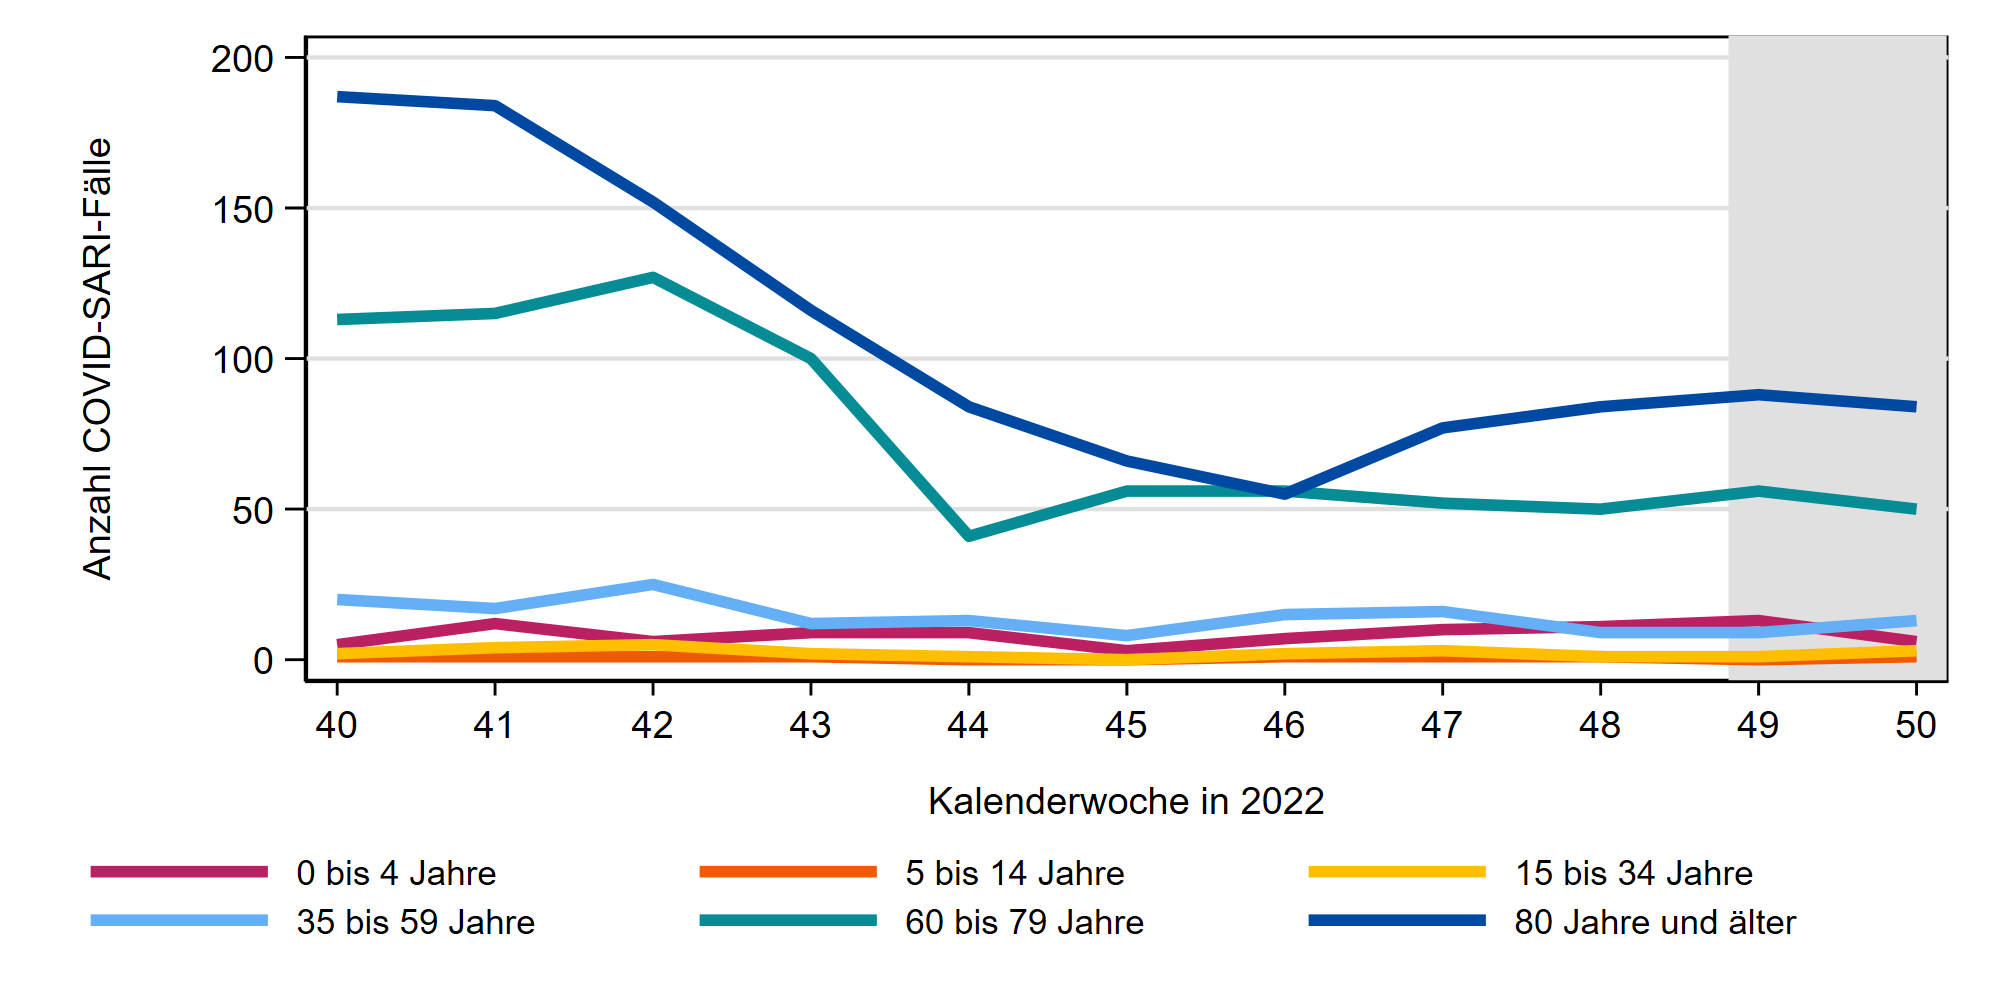 Anzahl COVID-SARI-Fälle
200
150
100
50
0
40 41 42 43 44 45 46 47 48 49 50
Kalenderwoche in 2022
0 bis 4 Jahre 5 bis 14 Jahre 15 bis 34 Jahre
35 bis 59 Jahre 60 bis 79 Jahre 80 Jahre und älter